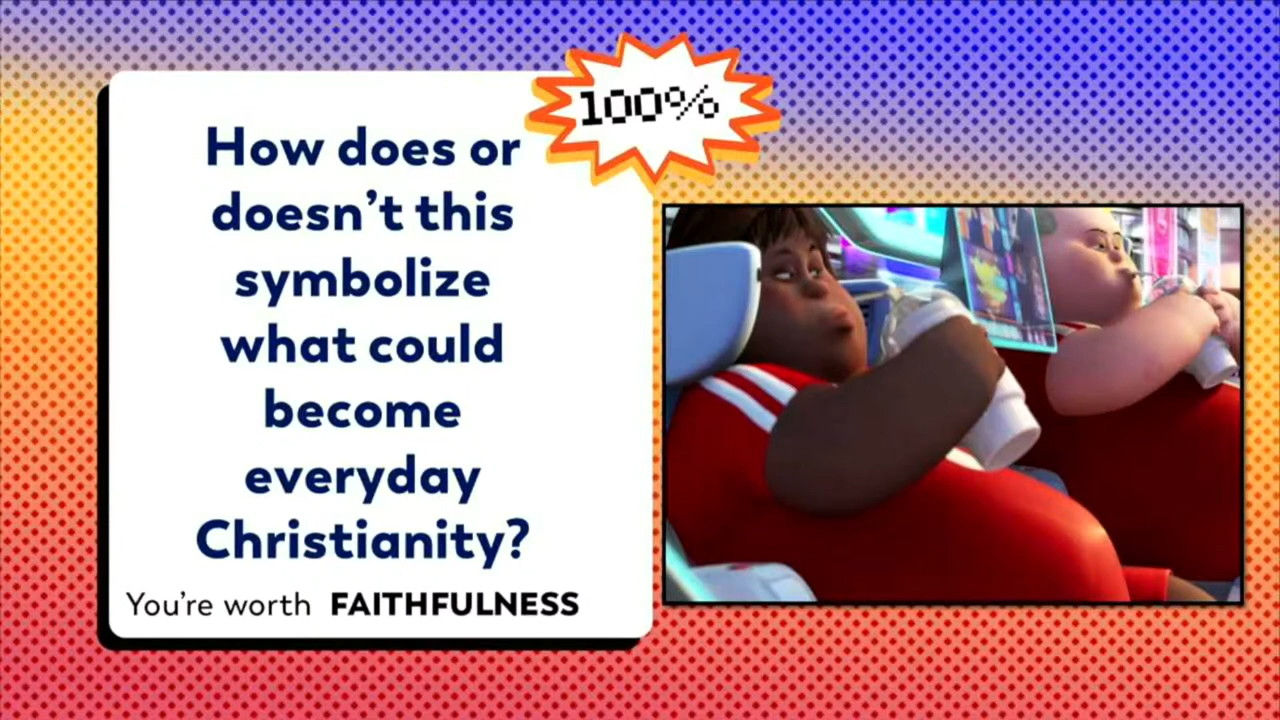 100%
How does or
doesn't this
symbolize
what could
become
everyday
Christianity?
You're worth FAITHFULNESS